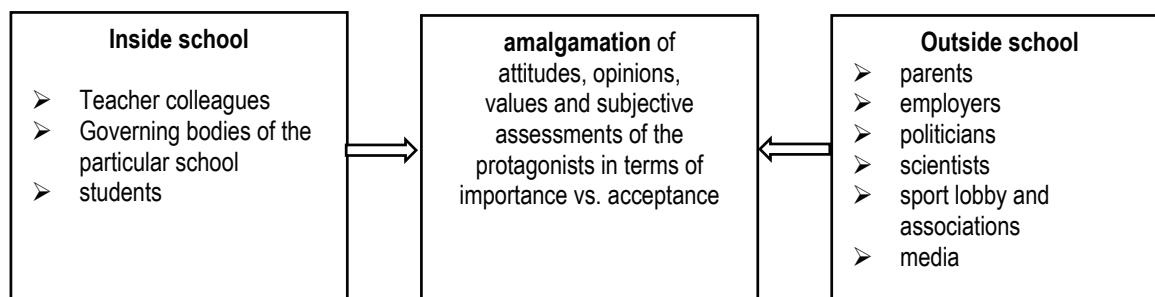 Inside school
➢ Teacher colleagues
➢ Governing bodies of the
particular school
➢ students
amalgamation of
attitudes, opinions,
values and subjective
assessments of the
protagonists in terms of
importance vs. acceptance
Outside school
➢ parents
➢ employers
➢ politicians
➢ scientists
➢ sport lobby and
associations
➢ media